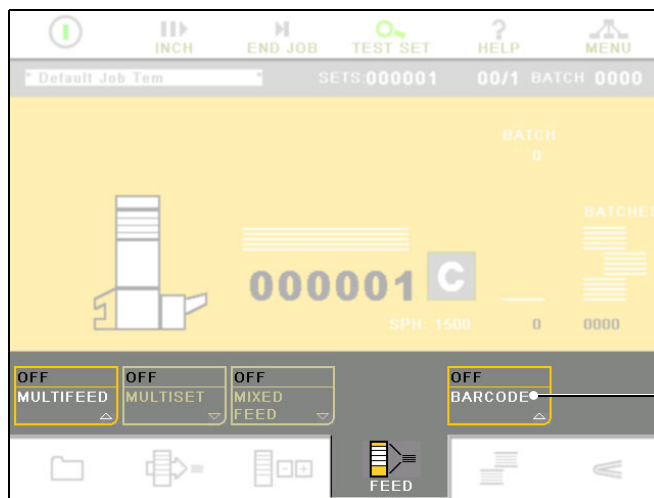 INCH
END JOB
TEST SET
?
HELP
MENU
* Default Job Tem *
SETS:000001
00/1 BATCH 0000
BATCH
0
BATCHES
000001 C
SPH: 1500
0
0000
OFF
MULTIFEED
OFF
MULTISET
OFF
MIXED
FEED
OFF
BARCODE
FEED